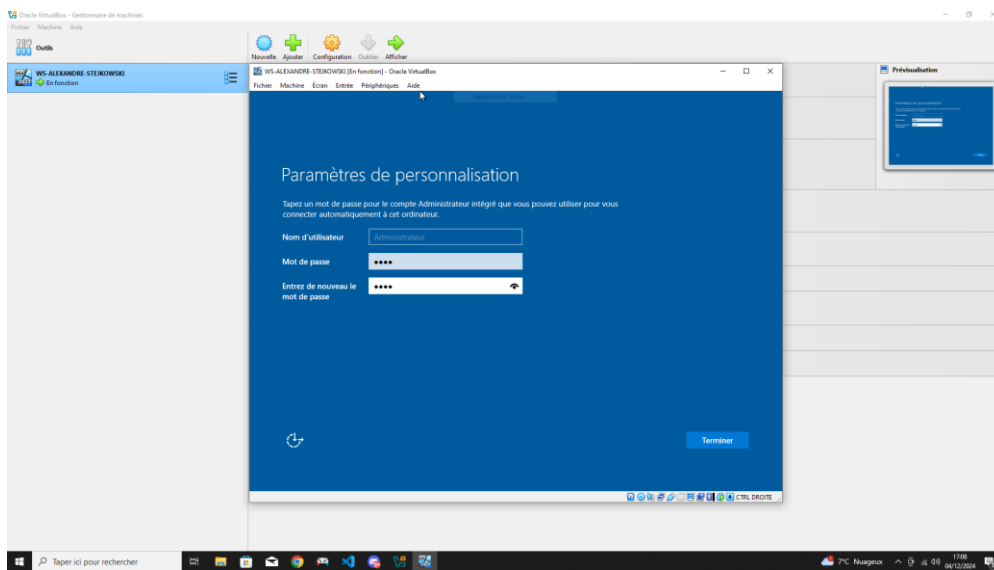 Oracle VirtualBox - Gestionnaire de machines
Fichier Machine Aide
Outils
Nouvelle Ajouter Configuration Oublier Afficher
WS-ALEXANDRE-STEJKOWSKI
En fonction
WS-ALEXANDRE-STEJKOWSKI [En fonction] - Oracle VirtualBox
Fichier Machine Écran Entrée Périphériques Aide
Prévisualisation
Paramètres de personnalisation
Tapez un mot de passe pour le compte Administrateur intégré que vous pouvez utiliser pour vous
connecter automatiquement à cet ordinateur.
Nom d'utilisateur
Administrateur
Mot de passe
Entrez de nouveau le
mot de passe
Terminer
CTRL DROITE
Taper ici pour rechercher
7°C Nuageux
17:08
04/12/2024